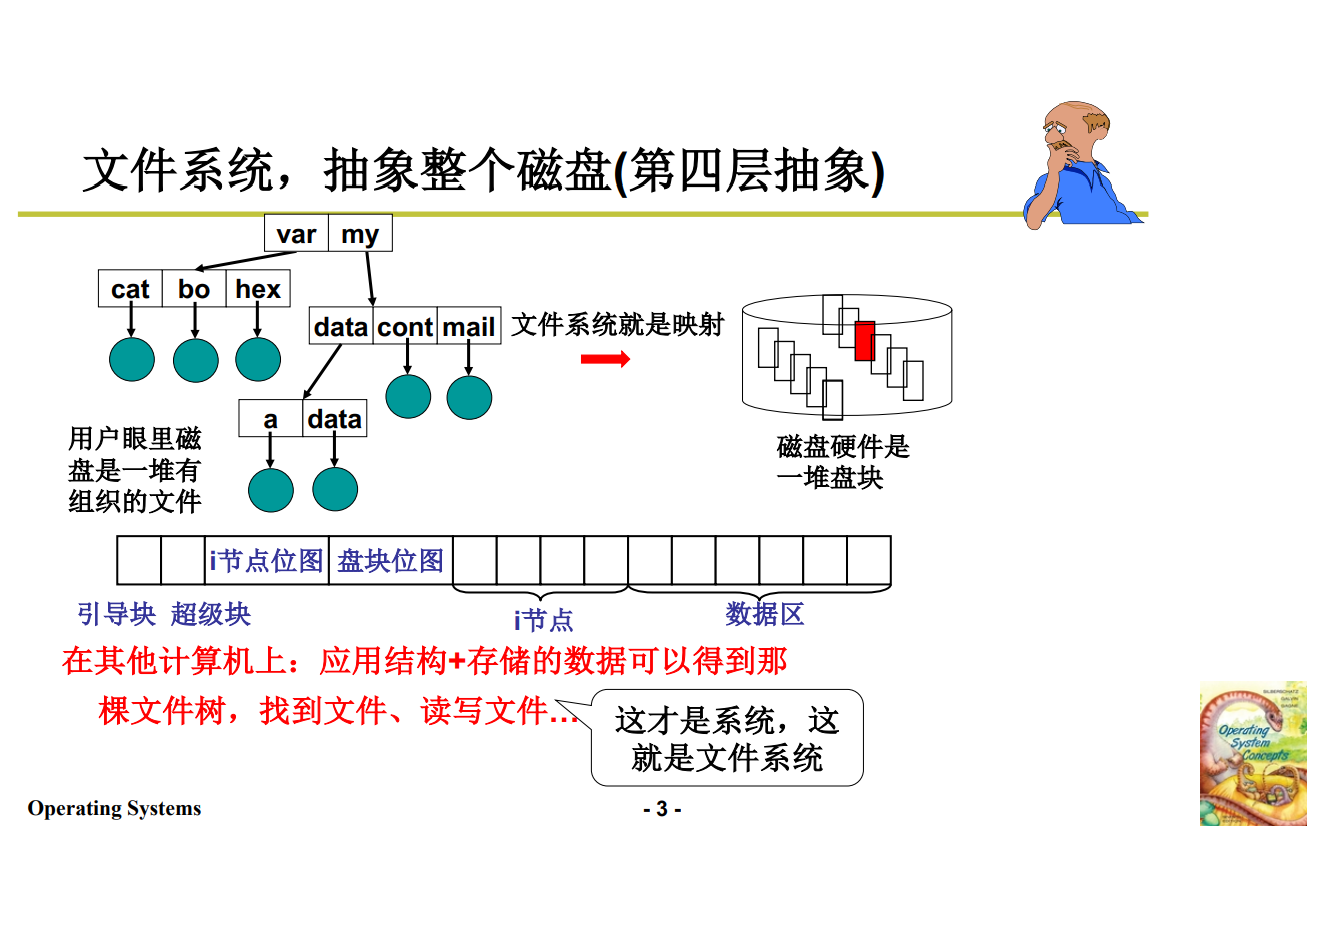 文件系统，抽象整个磁盘(第四层抽象)
var my
cat bo hex
data cont mail
文件系统就是映射
a data
用户眼里磁
盘是一堆有
组织的文件
磁盘硬件是
一堆盘块
i节点位图 盘块位图
引导块 超级块
i节点
数据区
在其他计算机上：应用结构+存储的数据可以得到那
棵文件树，找到文件、读写文件...
这才是系统，这
就是文件系统
SILBERSCHATZ
GALVIN
GAGNE
Operating
System
Concepts
Operating Systems
- 3 -